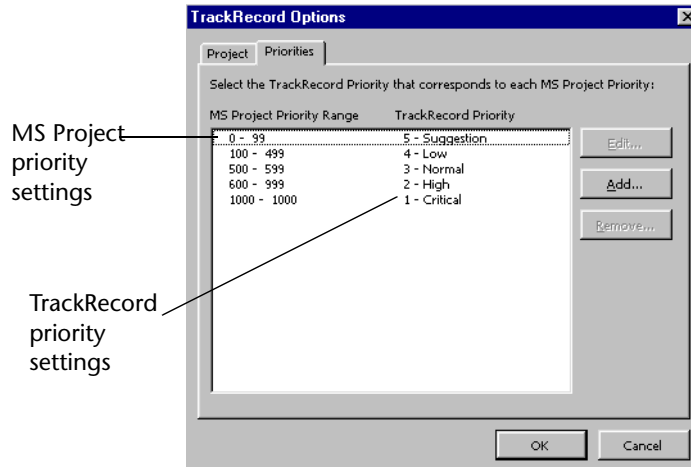 TrackRecord Options
Project Priorities
Select the TrackRecord Priority that corresponds to each MS Project Priority:
MS Project Priority Range TrackRecord Priority
0 - 99 5 - Suggestion
100 - 499 4 - Low
500 - 599 3 - Normal
600 - 999 2 - High
1000 - 1000 1 - Critical
Edit...
Add...
Remove...
OK Cancel
MS Project
priority
settings
TrackRecord
priority
settings